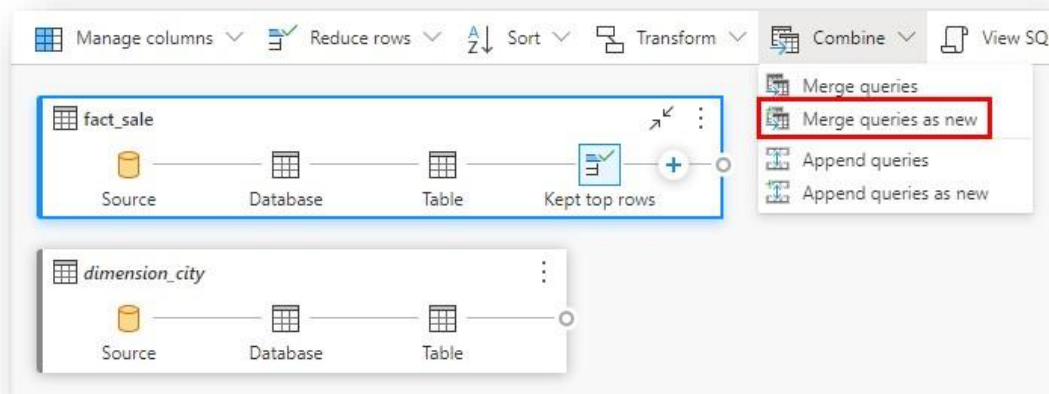 Manage columns Reduce rows Sort Transform Combine View SQ
Merge queries
Merge queries as new
Append queries
Append queries as new
fact_sale
Source Database Table Kept top rows
dimension_city
Source Database Table